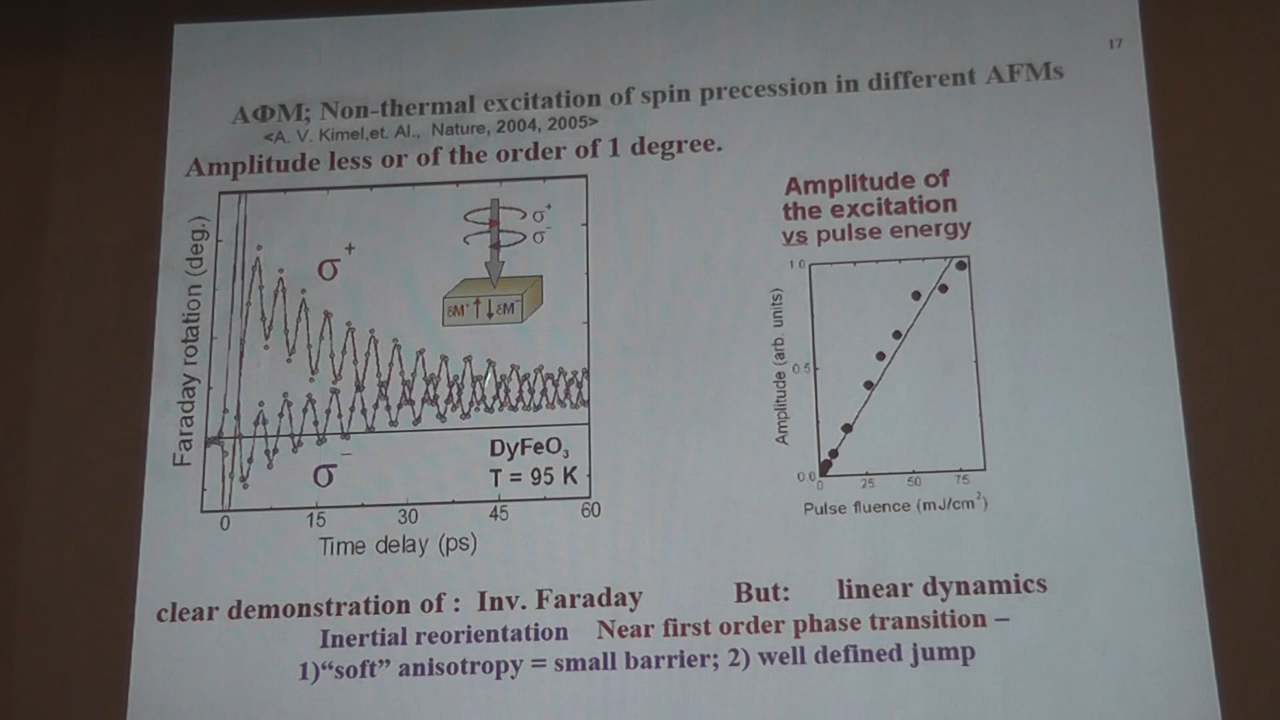 17
АФМ; Non-thermal excitation of spin precession in different AFMs
<A. V. Kimel,et. Al., Nature, 2004, 2005>
Amplitude less or of the order of 1 degree.
Faraday rotation (deg.)
σ+
σ+
σ-
δM+ ↑ ↓ δM-
σ-
DyFeO3
T = 95 K
0 15 30 45 60
Time delay (ps)
Amplitude of
the excitation
vs pulse energy
Amplitude (arb. units)
1.0
0.5
0.0
0 25 50 75
Pulse fluence (mJ/cm2)
clear demonstration of : Inv. Faraday But: linear dynamics
Inertial reorientation Near first order phase transition –
1)“soft” anisotropy = small barrier; 2) well defined jump